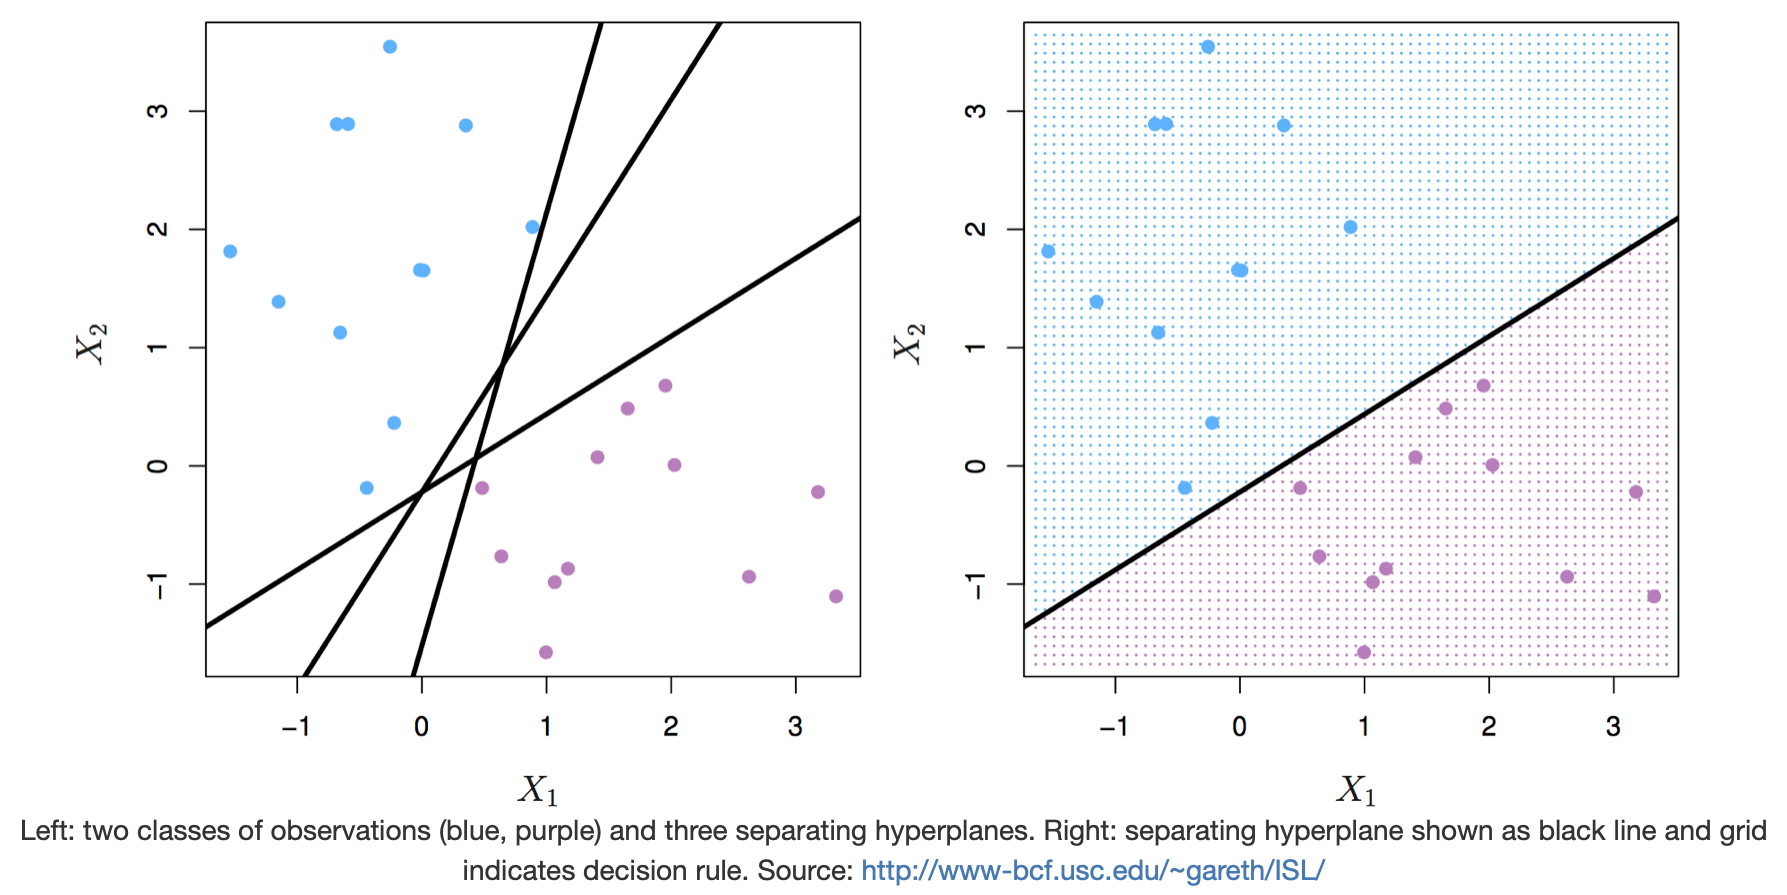 3
2
1
0
−1
X2
−1 0 1 2 3
X1
3
2
1
0
−1
X2
−1 0 1 2 3
X1
Left: two classes of observations (blue, purple) and three separating hyperplanes. Right: separating hyperplane shown as black line and grid
indicates decision rule. Source: http://www-bcf.usc.edu/~gareth/ISL/